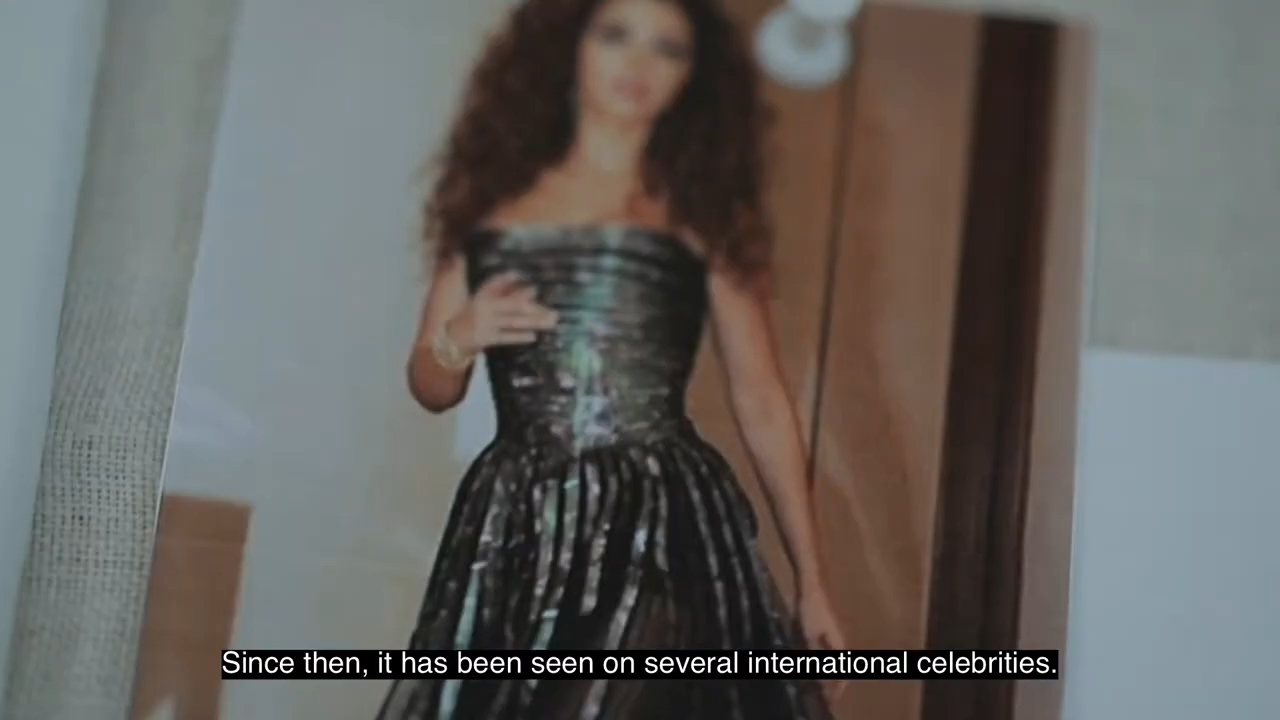 Since then, it has been seen on several international celebrities.